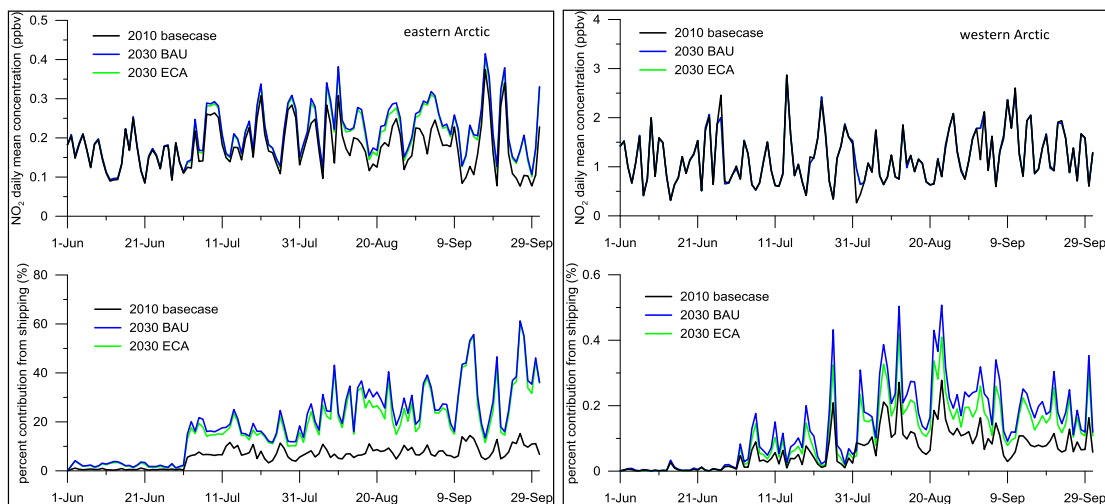 NO2 daily mean concentration (ppbv)
0.5
0.4
0.3
0.2
0.1
0
2010 basecase
2030 BAU
2030 ECA
eastern Arctic
1-Jun 21-Jun 11-Jul 31-Jul 20-Aug 9-Sep 29-Sep
percent contribution from shipping (%)
80
60
40
20
0
2010 basecase
2030 BAU
2030 ECA
1-Jun 21-Jun 11-Jul 31-Jul 20-Aug 9-Sep 29-Sep
NO2 daily mean concentration (ppbv)
4
3
2
1
0
2010 basecase
2030 BAU
2030 ECA
western Arctic
1-Jun 21-Jun 11-Jul 31-Jul 20-Aug 9-Sep 29-Sep
percent contribution from shipping (%)
0.6
0.4
0.2
0
2010 basecase
2030 BAU
2030 ECA
1-Jun 21-Jun 11-Jul 31-Jul 20-Aug 9-Sep 29-Sep